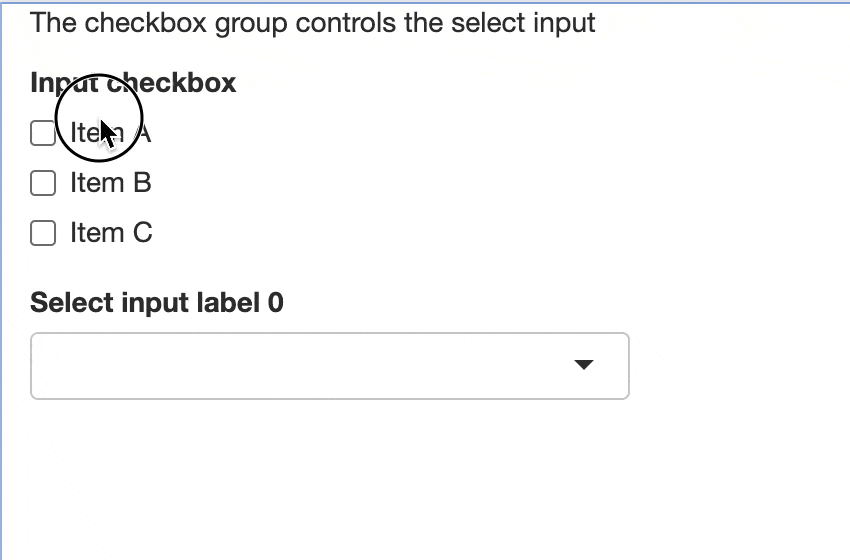 The checkbox group controls the select input
Input checkbox
Item A
Item B
Item C
Select input label 0